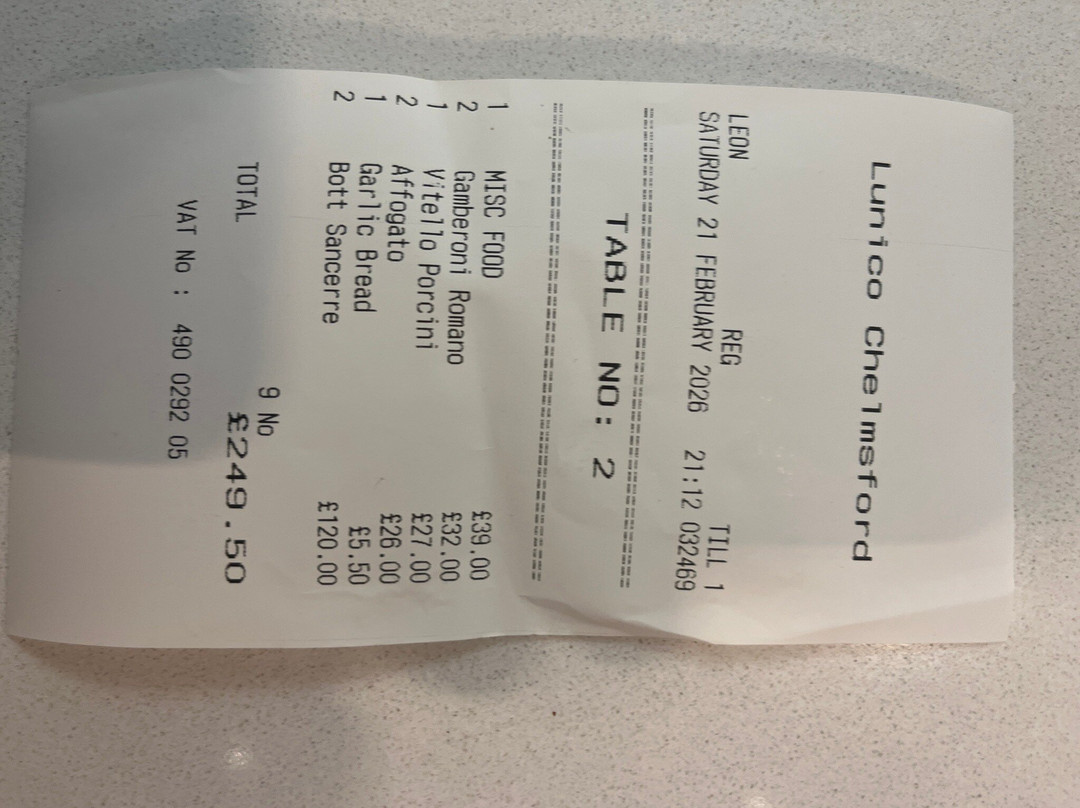 Lunico Chelmsford
LEON REG TILL 1
SATURDAY 21 FEBRUARY 2026 21:12 032469
TABLE NO: 2
1 MISC FOOD £39.00
2 Gamberoni Romano £32.00
1 Vitello Porcini £27.00
2 Affogato £26.00
1 Garlic Bread £5.50
2 Bott Sancerre £120.00
9 No
TOTAL £249.50
VAT No : 490 0292 05